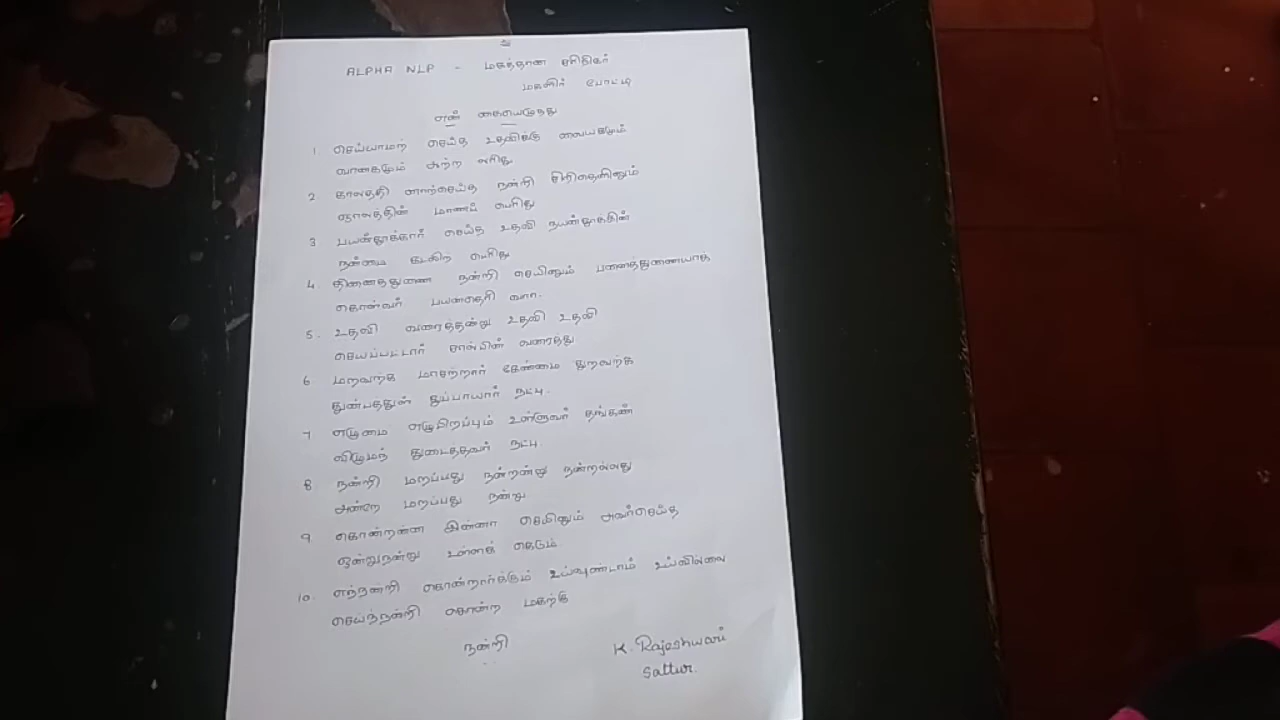 உ
ALPHA NLP - மகத்தான மகளிர்
மகளிர் போட்டி
என் கையெழுத்து
1 செய்யாமற் செய்த உதவிக்கு வையகமும்
வானகமும் ஆற்ற லரிது
2 காலத்தி னாற்செய்த நன்றி சிறிதெனினும்
ஞாலத்தின் மாணப் பெரிது
3 பயன்தூக்கார் செய்த உதவி நயன்தூக்கின்
நன்மை கடலிற் பெரிது
4. தினைத்துணை நன்றி செயினும் பனைத்துணையாக்
கொள்வர் பயன்தெரி வார.
5. உதவி வரைத்தன்று உதவி உதவி
செயப்பட்டார் சால்பின் வரைத்து
6. மறவற்க மாசற்றார் கேண்மை துறவற்க
துன்பத்துள் துப்பாயார் நட்பு.
7 எழுமை எழுபிறப்பும் உள்ளுவர் தங்கண்
விழுமந் துடைத்தவர் நட்பு.
8 நன்றி மறப்பது நன்றன்று நன்றல்லது
அன்றே மறப்பது நன்று
9. கொன்றன்ன இன்னா செயினும் அவர்செய்த
ஒன்றுநன்று உள்ளக் கெடும்.
10. எந்நன்றி கொன்றார்க்கும் உய்வுண்டாம் உய்வில்லை
செய்ந்நன்றி கொன்ற மகற்கு
நன்றி
K. Rajeshwari
Sattur.